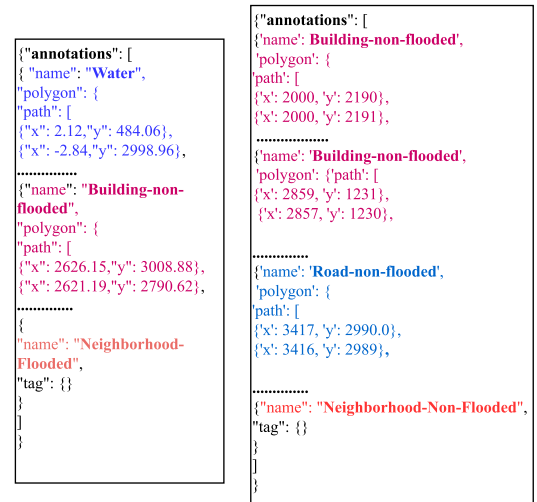 {"annotations": [
{ "name": "Water",
"polygon": {
"path": [
{"x": 2.12,"y": 484.06},
{"x": -2.84,"y": 2998.96},
...............
{"name": "Building-non-
flooded",
"polygon": {
"path": [
{"x": 2626.15,"y": 3008.88},
{"x": 2621.19,"y": 2790.62},
..............
{
"name": "Neighborhood-
Flooded",
"tag": {}
}
]
}
{"annotations": [
{'name': Building-non-flooded',
'polygon': {
'path': [
{'x': 2000, 'y': 2190},
{'x': 2000, 'y': 2191},
..................
{'name': 'Building-non-flooded',
'polygon': {'path': [
{'x': 2859, 'y': 1231},
{'x': 2857, 'y': 1230},
..............
{'name': 'Road-non-flooded',
'polygon': {
'path': [
{'x': 3417, 'y': 2990.0},
{'x': 3416, 'y': 2989},
..............
{"name": "Neighborhood-Non-Flooded",
"tag": {}
}
]
}